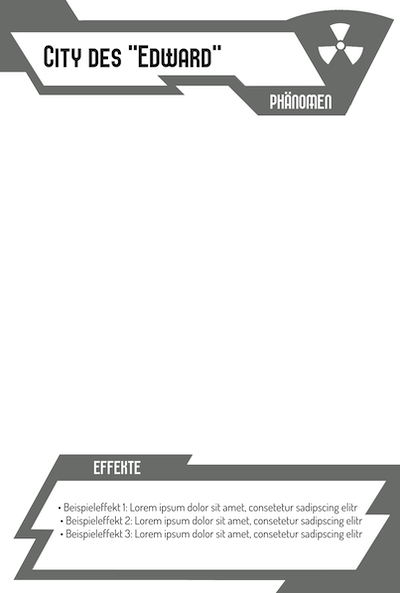 City des "Edward"
PHÄNOMEN
EFFEKTE
• Beispieleffekt 1: Lorem ipsum dolor sit amet, consetetur sadipscing elitr
• Beispieleffekt 2: Lorem ipsum dolor sit amet, consetetur sadipscing elitr
• Beispieleffekt 3: Lorem ipsum dolor sit amet, consetetur sadipscing elitr